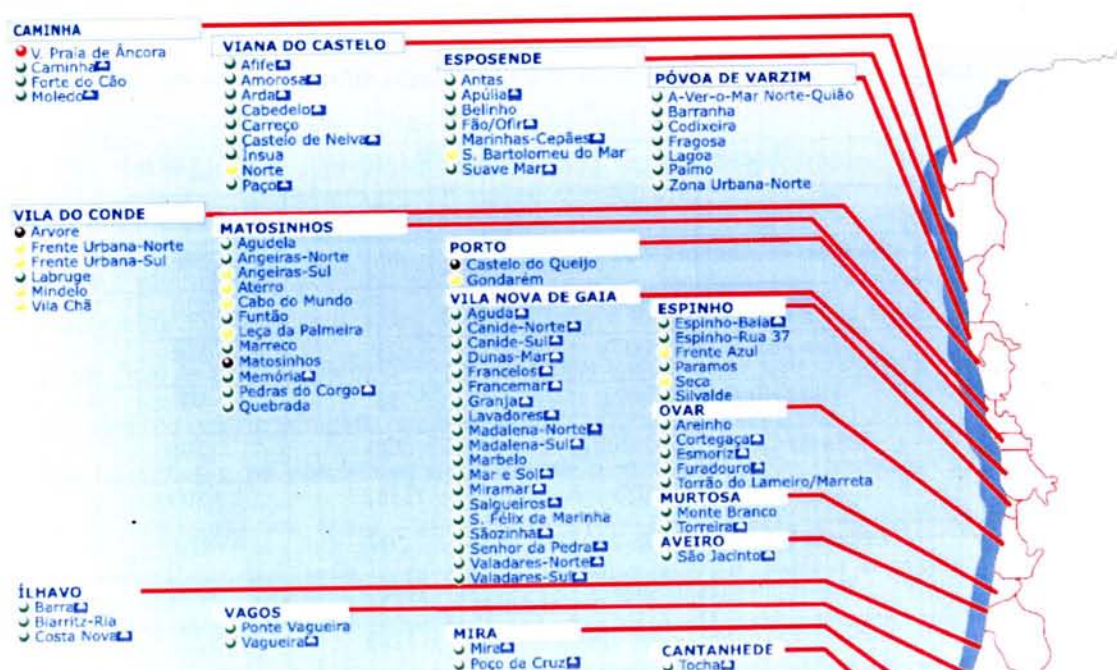 CAMINHA
V. Praia de Âncora
Caminha
Forte do Cão
Moledo
VIANA DO CASTELO
Afife
Amorosa
Arda
Cabedelo
Carreço
Castelo de Neiva
Ínsua
Norte
Paçô
ESPOSENDE
Antas
Apúlia
Belinho
Fão/Ofir
Marinhas-Cepães
S. Bartolomeu do Mar
Suave Mar
PÓVOA DE VARZIM
A-Ver-o-Mar Norte-Quião
Barranha
Codixeira
Fragosa
Lagoa
Paimo
Zona Urbana-Norte
VILA DO CONDE
Arvore
Frente Urbana-Norte
Frente Urbana-Sul
Labruge
Mindelo
Vila Chã
MATOSINHOS
Agudela
Angeiras-Norte
Angeiras-Sul
Aterro
Cabo do Mundo
Funtão
Leça da Palmeira
Marreco
Matosinhos
Memória
Pedras do Corgo
Quebrada
PORTO
Castelo do Queijo
Gondarém
VILA NOVA DE GAIA
Aguda
Canide-Norte
Canide-Sul
Dunas-Mar
Francelos
Francemar
Granja
Lavadores
Madalena-Norte
Madalena-Sul
Marbelo
Mar e Sol
Miramar
Salgueiros
S. Félix da Marinha
Sãozinha
Senhor da Pedra
Valadares-Norte
Valadares-Sul
ESPINHO
Espinho-Baía
Espinho-Rua 37
Frente Azul
Paramos
Seca
Silvalde
OVAR
Areinho
Cortegaça
Esmoriz
Furadouro
Torrão do Lameiro/Marreta
MURTOSA
Monte Branco
Torreira
AVEIRO
São Jacinto
ÍLHAVO
Barra
Biarritz-Ria
Costa Nova
VAGOS
Ponte Vagueira
Vagueira
MIRA
Mira
Poço da Cruz
CANTANHEDE
Tocha